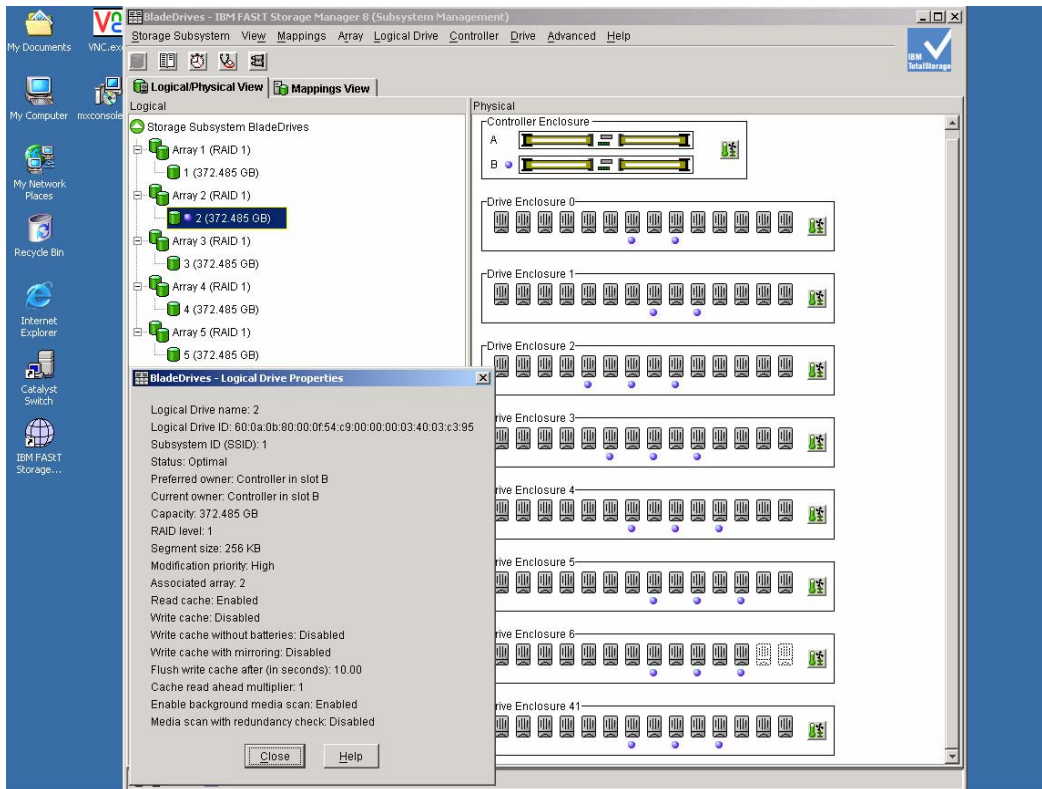 BladeDrives - IBM FAStT Storage Manager 8 (Subsystem Management)
Storage Subsystem View Mappings Array Logical Drive Controller Drive Advanced Help
IBM
TotalStorage
Logical/Physical View Mappings View
Logical
Storage Subsystem BladeDrives
Array 1 (RAID 1)
1 (372.485 GB)
Array 2 (RAID 1)
2 (372.485 GB)
Array 3 (RAID 1)
3 (372.485 GB)
Array 4 (RAID 1)
4 (372.485 GB)
Array 5 (RAID 1)
5 (372.485 GB)
Physical
Controller Enclosure
A
B
Drive Enclosure 0
Drive Enclosure 1
Drive Enclosure 2
rive Enclosure 3
rive Enclosure 4
rive Enclosure 5
rive Enclosure 6
rive Enclosure 41
BladeDrives - Logical Drive Properties
Logical Drive name: 2
Logical Drive ID: 60:0a:0b:80:00:0f:54:c9:00:00:00:03:40:03:c3:95
Subsystem ID (SSID): 1
Status: Optimal
Preferred owner: Controller in slot B
Current owner: Controller in slot B
Capacity: 372.485 GB
RAID level: 1
Segment size: 256 KB
Modification priority: High
Associated array: 2
Read cache: Enabled
Write cache: Disabled
Write cache without batteries: Disabled
Write cache with mirroring: Disabled
Flush write cache after (in seconds): 10.00
Cache read ahead multiplier: 1
Enable background media scan: Enabled
Media scan with redundancy check: Disabled
Close Help
My Documents
VNC.exe
My Computer
mxconsole
My Network
Places
Recycle Bin
Internet
Explorer
Catalyst
Switch
IBM FAStT
Storage...